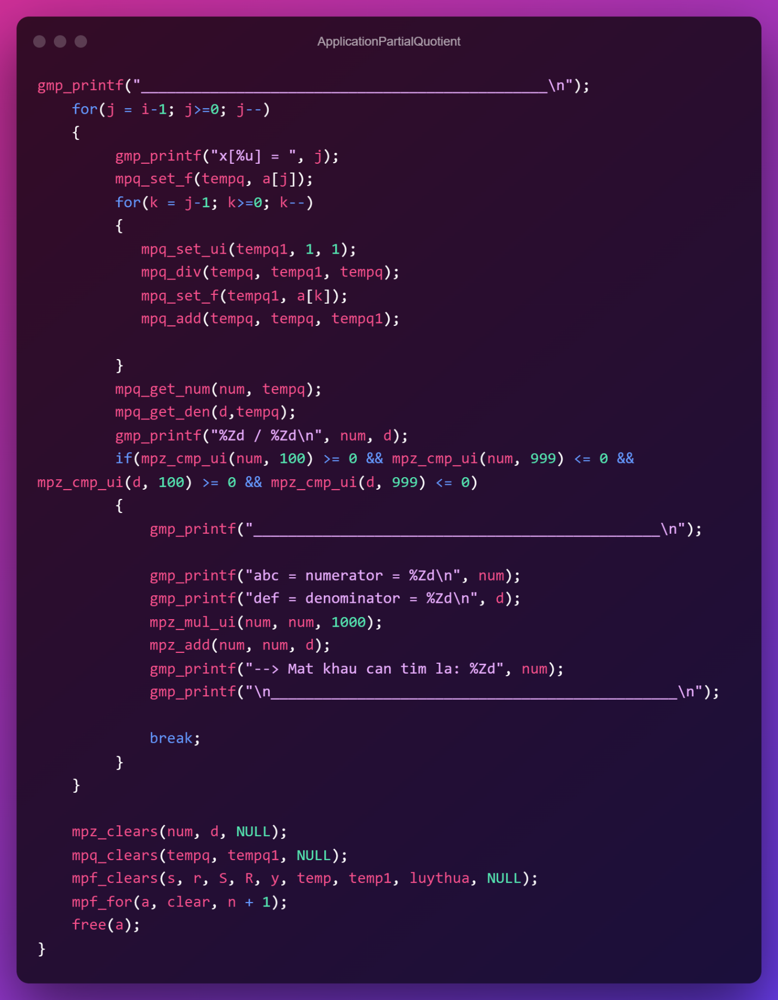 ApplicationPartialQuotient
gmp_printf("_______________________________________________\n");
    for(j = i-1; j>=0; j--)
    {
         gmp_printf("x[%u] = ", j);
         mpq_set_f(tempq, a[j]);
         for(k = j-1; k>=0; k--)
         {
            mpq_set_ui(tempq1, 1, 1);
            mpq_div(tempq, tempq1, tempq);
            mpq_set_f(tempq1, a[k]);
            mpq_add(tempq, tempq, tempq1);
         }
         mpq_get_num(num, tempq);
         mpq_get_den(d,tempq);
         gmp_printf("%Zd / %Zd\n", num, d);
         if(mpz_cmp_ui(num, 100) >= 0 && mpz_cmp_ui(num, 999) <= 0 &&
mpz_cmp_ui(d, 100) >= 0 && mpz_cmp_ui(d, 999) <= 0)
         {
             gmp_printf("_______________________________________________\n");
             gmp_printf("abc = numerator = %Zd\n", num);
             gmp_printf("def = denominator = %Zd\n", d);
             mpz_mul_ui(num, num, 1000);
             mpz_add(num, num, d);
             gmp_printf("--> Mat khau can tim la: %Zd", num);
             gmp_printf("\n_______________________________________________\n");
             break;
         }
    }
    mpz_clears(num, d, NULL);
    mpq_clears(tempq, tempq1, NULL);
    mpf_clears(s, r, S, R, y, temp, temp1, luythua, NULL);
    mpf_for(a, clear, n + 1);
    free(a);
}